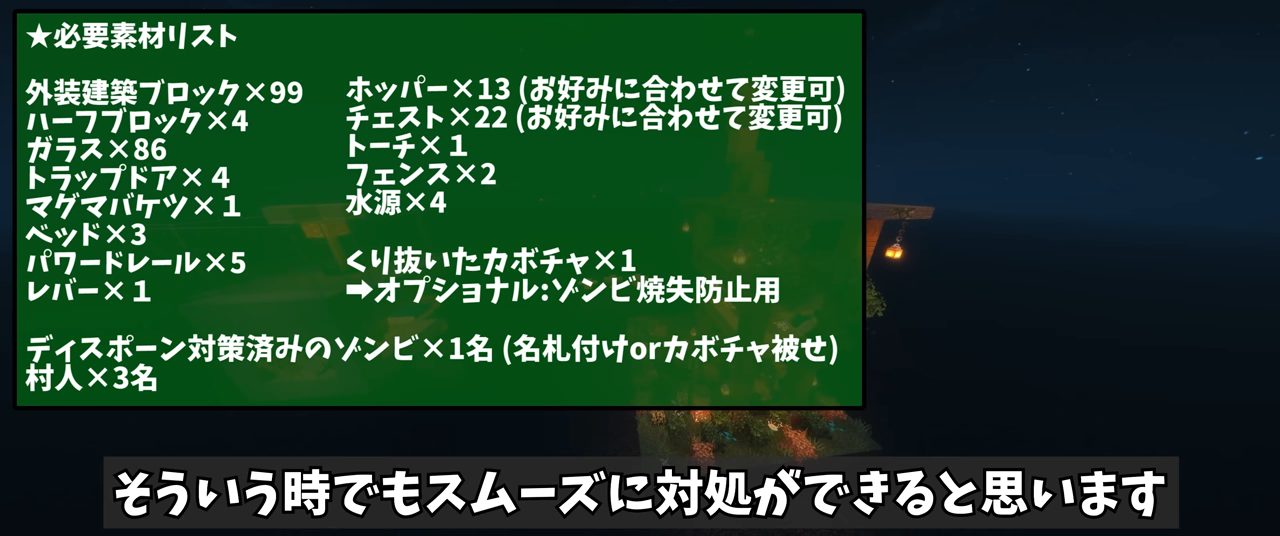 ★必要素材リスト
外装建築ブロック×99
ハーフブロック×4
ガラス×86
トラップドア×4
マグマバケツ×1
ベッド×3
パワードレール×5
レバー×1
ホッパー×13 (お好みに合わせて変更可)
チェスト×22 (お好みに合わせて変更可)
トーチ×1
フェンス×2
水源×4
くり抜いたカボチャ×1
➡オプショナル:ゾンビ焼失防止用
ディスポーン対策済みのゾンビ×1名 (名札付けorカボチャ被せ)
村人×3名
そういう時でもスムーズに対処ができると思います